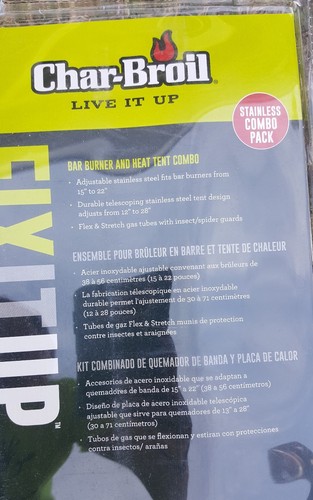 Char-Broil®
LIVE IT UP
STAINLESS
COMBO
PACK
FIX IT UP™
BAR BURNER AND HEAT TENT COMBO
· Adjustable stainless steel fits bar burners from
15" to 22"
· Durable telescoping stainless steel tent design
adjusts from 12" to 28"
· Flex & Stretch gas tubes with insect/spider guards
ENSEMBLE POUR BRÛLEUR EN BARRE ET TENTE DE CHALEUR
· Acier inoxydable ajustable convenant aux brûleurs de
38 à 56 centimètres (15 à 22 pouces)
· La fabrication télescopique en acier inoxydable
durable permet l'ajustement de 30 à 71 centimètres
(12 à 28 pouces)
· Tubes de gaz Flex & Stretch munis de protection
contre insectes et araignées
KIT COMBINADO DE QUEMADOR DE BANDA Y PLACA DE CALOR
· Accesorios de acero inoxidable que se adaptan a
quemadores de banda de 15" a 22" (38 a 56 centímetros)
· Diseño de placa de acero inoxidable telescópica
ajustable que sirve para quemadores de 13" a 28"
(30 a 71 centímetros)
· Tubos de gas que se flexionan y estiran con protecciones
contra insectos/ arañas